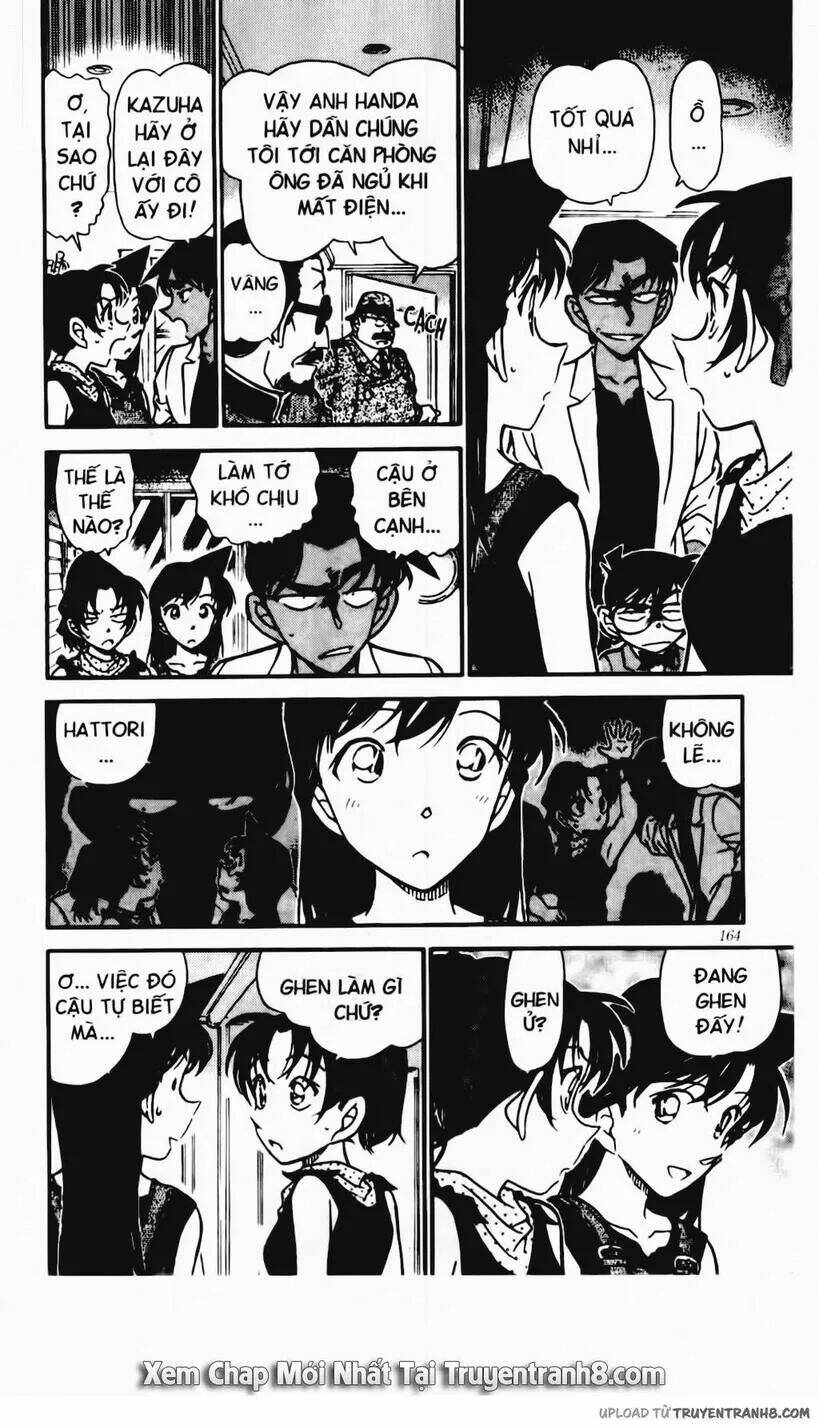 Ồ
...
TỐT QUÁ
NHỈ...
VẬY ANH HANDA
HÃY DẪN CHÚNG
TÔI TỚI CĂN PHÒNG
ÔNG ĐÃ NGỦ KHI
MẤT ĐIỆN...
VÂNG
...
CẠCH
KAZUHA
HÃY Ở
LẠI ĐÂY
VỚI CÔ
ẤY ĐI!
Ơ,
TẠI
SAO
CHỨ
?
CẬU Ở
BÊN
CẠNH...
LÀM TỚ
KHÓ CHỊU
...
THẾ LÀ
THẾ
NÀO?
KHÔNG
LẼ...
HATTORI
...
164
ĐANG
GHEN
ĐẤY!
GHEN
Ử?
GHEN LÀM GÌ
CHỨ?
Ơ... VIỆC ĐÓ
CẬU TỰ BIẾT
MÀ...
Xem Chap Mới Nhất Tại Truyentranh8.com
UPLOAD TỪ TRUYENTRANH8.COM